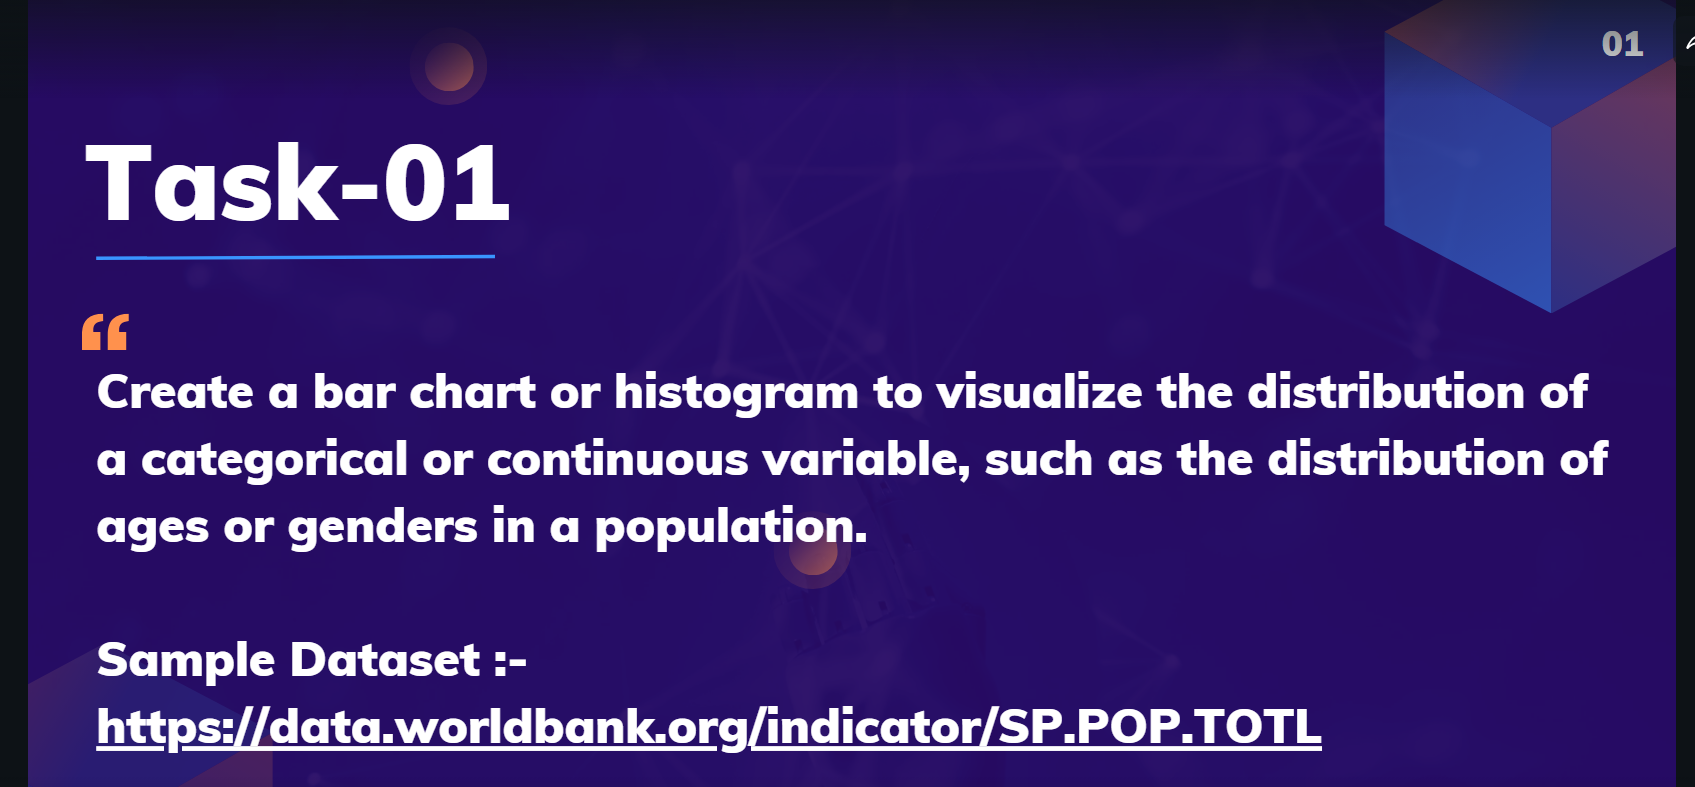 01
Task-01
“
Create a bar chart or histogram to visualize the distribution of
a categorical or continuous variable, such as the distribution of
ages or genders in a population.
Sample Dataset :-
https://data.worldbank.org/indicator/SP.POP.TOTL